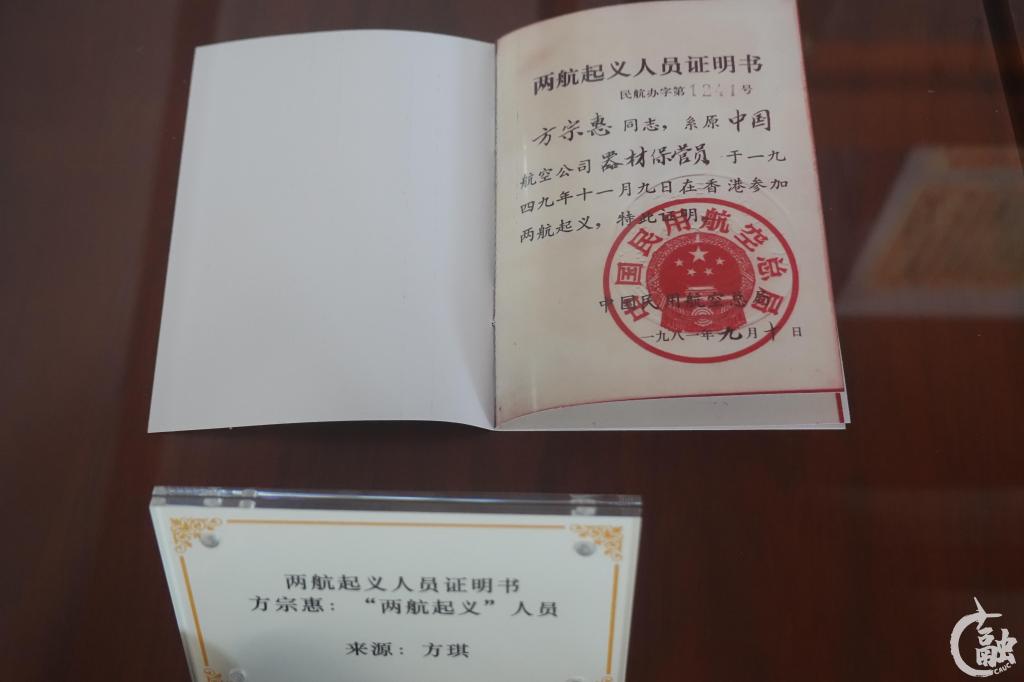 两航起义人员证明书
民航办字第1241号
方宗惠同志，系原中国
航空公司器材保管员于一九
四九年十一月九日在香港参加
两航起义，特此证明。
中国民用航空总局
中国民用航空总局
一九八一年九月十日
两航起义人员证明书
方宗惠：“两航起义”人员
来源：方琪
融
CAUC